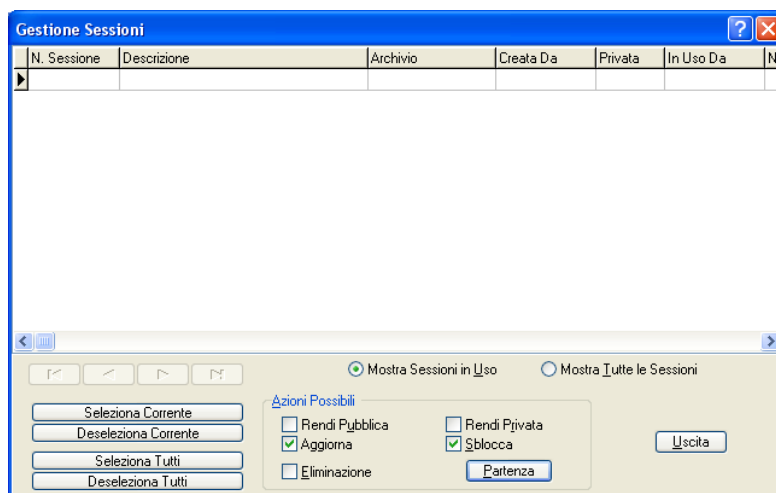 Gestione Sessioni
N. Sessione Descrizione Archivio Creata Da Privata In Uso Da N
Mostra Sessioni in Uso Mostra Tutte le Sessioni
Seleziona Corrente
Deseleziona Corrente
Seleziona Tutti
Deseleziona Tutti
Azioni Possibili
Rendi Pubblica Rendi Privata
Aggiorna Sblocca
Eliminazione Partenza
Uscita